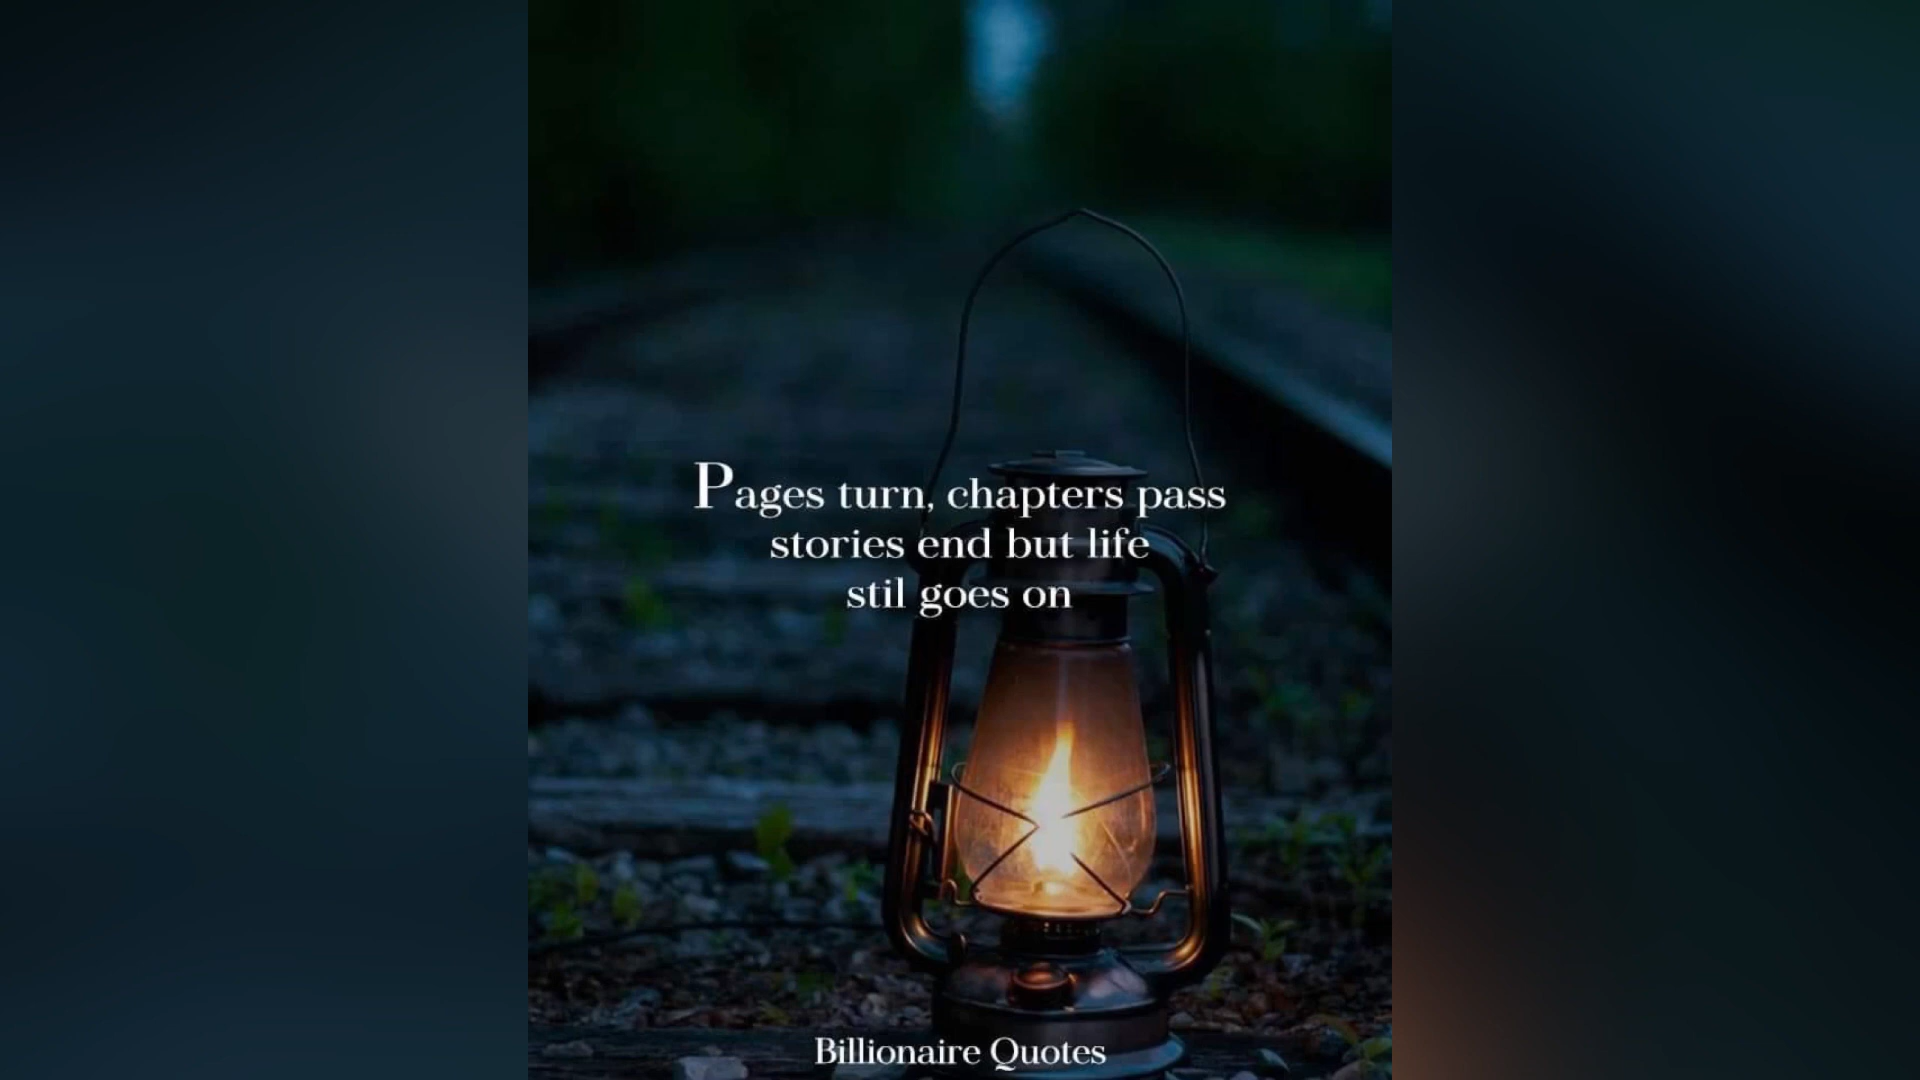 Pages turn, chapters pass
stories end but life
stil goes on
Billionaire Quotes